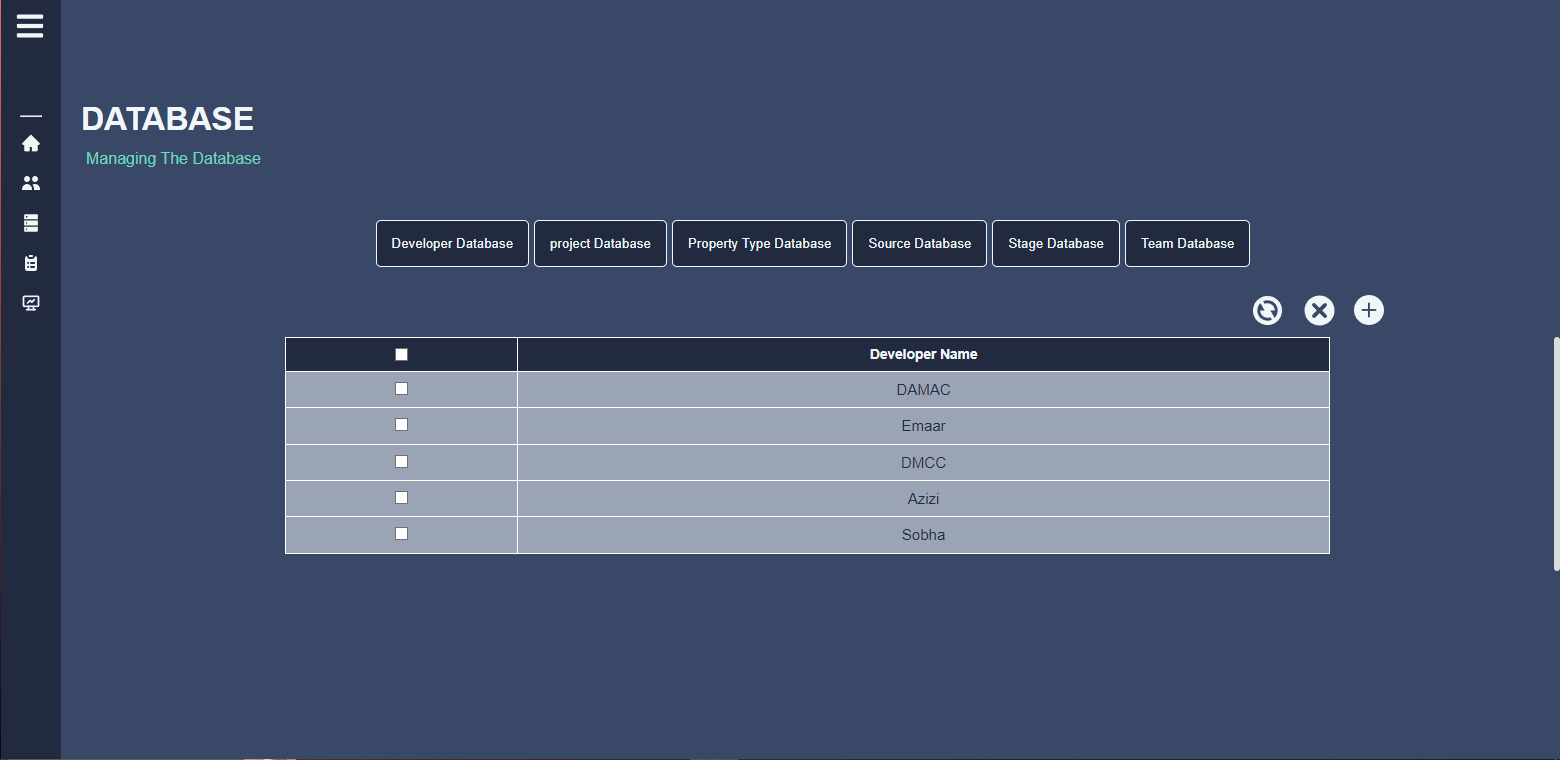 DATABASE
Managing The Database
Developer Database project Database Property Type Database Source Database Stage Database Team Database
Developer Name
DAMAC
Emaar
DMCC
Azizi
Sobha